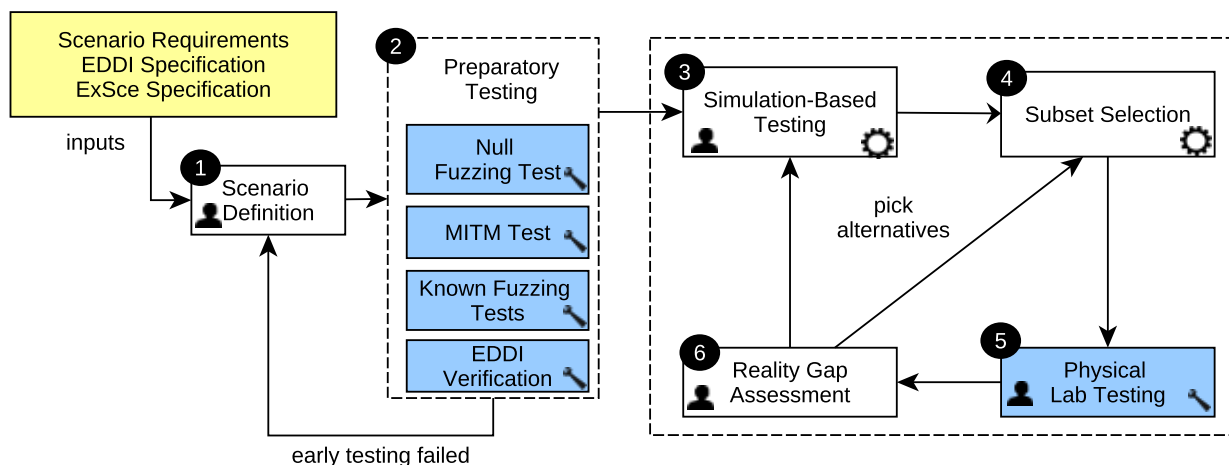 Scenario Requirements
EDDI Specification
ExSce Specification
inputs
1
Scenario
Definition
2
Preparatory
Testing
Null
Fuzzing Test
MITM Test
Known Fuzzing
Tests
EDDI
Verification
early testing failed
3
Simulation-Based
Testing
4
Subset Selection
pick
alternatives
5
Physical
Lab Testing
6
Reality Gap
Assessment